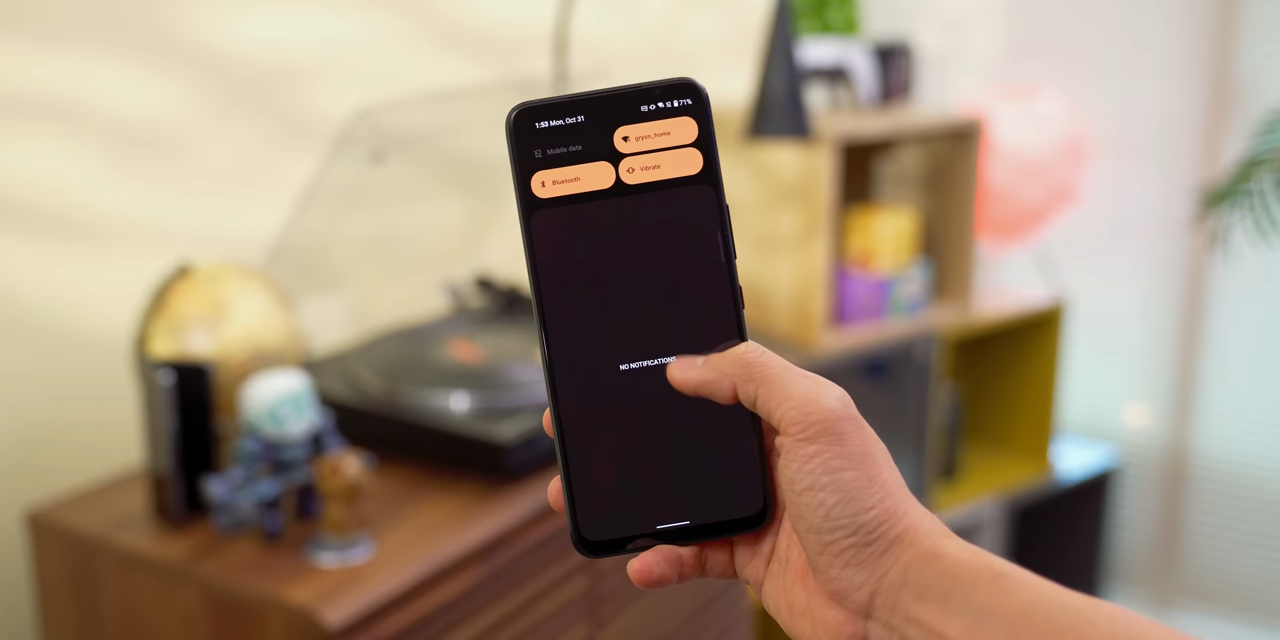 1:53 Mon, Oct 31
71%
Mobile data
grysn_home
Bluetooth
Vibrate
NO NOTIFICATIONS